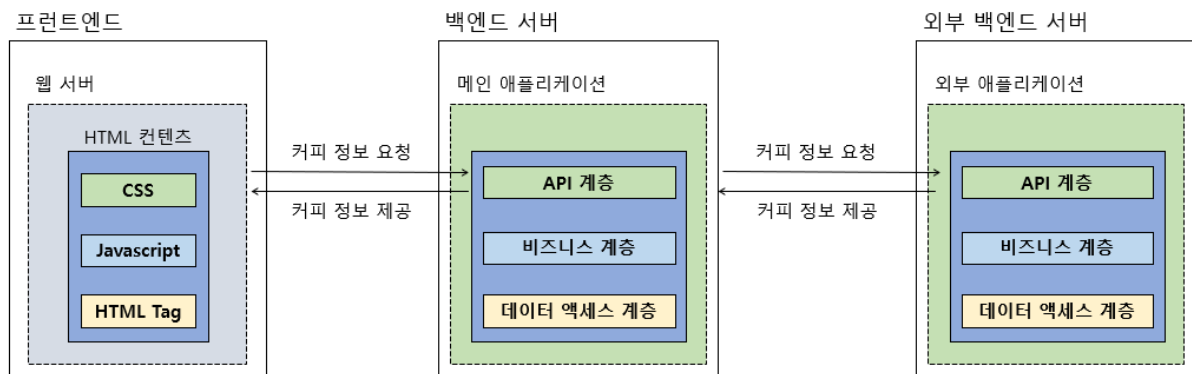 프런트엔드
웹 서버
HTML 컨텐츠
CSS
Javascript
HTML Tag
커피 정보 요청
커피 정보 제공
백엔드 서버
메인 애플리케이션
API 계층
비즈니스 계층
데이터 액세스 계층
커피 정보 요청
커피 정보 제공
외부 백엔드 서버
외부 애플리케이션
API 계층
비즈니스 계층
데이터 액세스 계층